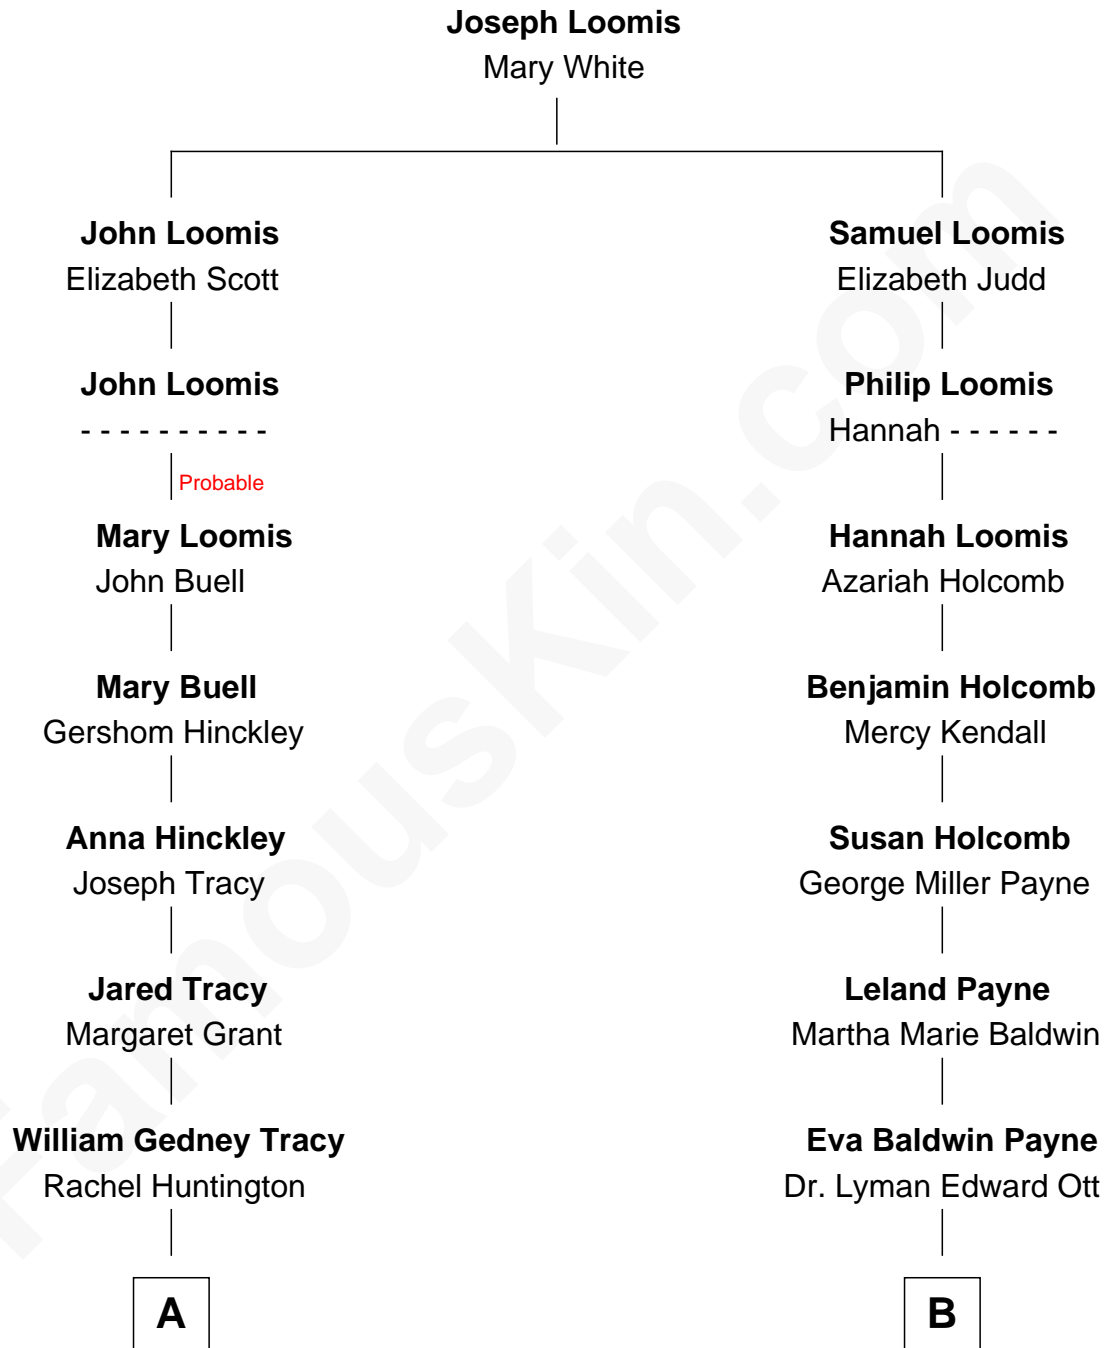 Joseph Loomis
Mary White
John Loomis
Elizabeth Scott
Samuel Loomis
Elizabeth Judd
John Loomis
- - - - - - - - - -
Philip Loomis
Hannah - - - - - -
Probable
Mary Loomis
John Buell
Hannah Loomis
Azariah Holcomb
Mary Buell
Gershom Hinckley
Benjamin Holcomb
Mercy Kendall
Anna Hinckley
Joseph Tracy
Susan Holcomb
George Miller Payne
Jared Tracy
Margaret Grant
Leland Payne
Martha Marie Baldwin
William Gedney Tracy
Rachel Huntington
Eva Baldwin Payne
Dr. Lyman Edward Ott
A
B
FamousKin.com